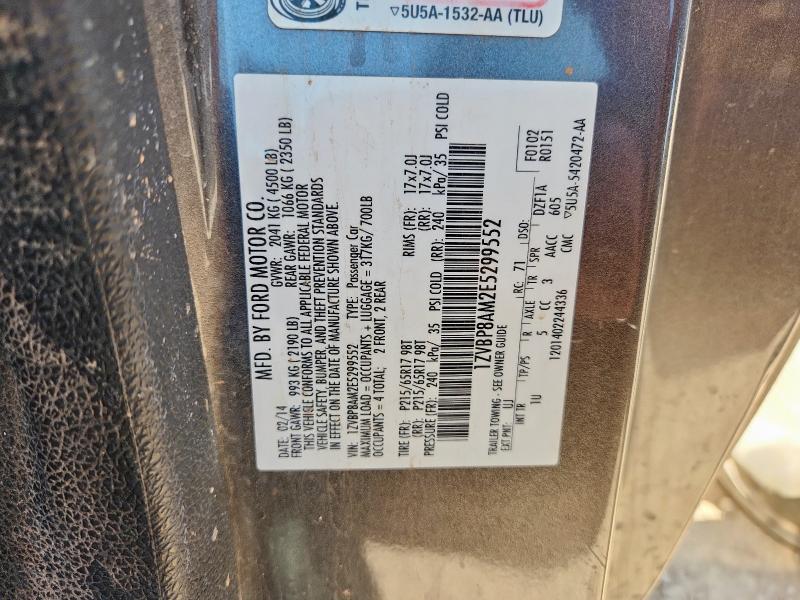 ▽5U5A-1532-AA (TLU)
MFD. BY FORD MOTOR CO.
DATE: 02/14 GVWR: 2041 KG ( 4500 LB)
FRONT GAWR: 993 KG ( 2190 LB) REAR GAWR: 1066 KG ( 2350 LB)
THIS VEHICLE CONFORMS TO ALL APPLICABLE FEDERAL MOTOR
VEHICLE SAFETY, BUMPER, AND THEFT PREVENTION STANDARDS
IN EFFECT ON THE DATE OF MANUFACTURE SHOWN ABOVE.
VIN: 1ZVBP8AM2E5299552 TYPE: Passenger Car
MAXIMUM LOAD = OCCUPANTS + LUGGAGE = 317KG/ 700LB
OCCUPANTS = 4 TOTAL; 2 FRONT, 2 REAR
TIRE (FR): P215/65R17 98T RIMS (FR): 17x7.0J
(RR): P215/65R17 98T (RR): 17x7.0J
PRESSURE (FR): 240 kPa/ 35 PSI COLD (RR): 240 kPa/ 35 PSI COLD
1ZVBP8AM2E5299552
TRAILER TOWING - SEE OWNER GUIDE
EXT PNT: UJ RC: 71 DSO: F0102
R0151
INT TR TP/PS R AXLE TR SPR DZF1A
1U 5 CC 3 AACC 605
1201402244336 CMC ▽5U5A-5420472-AA